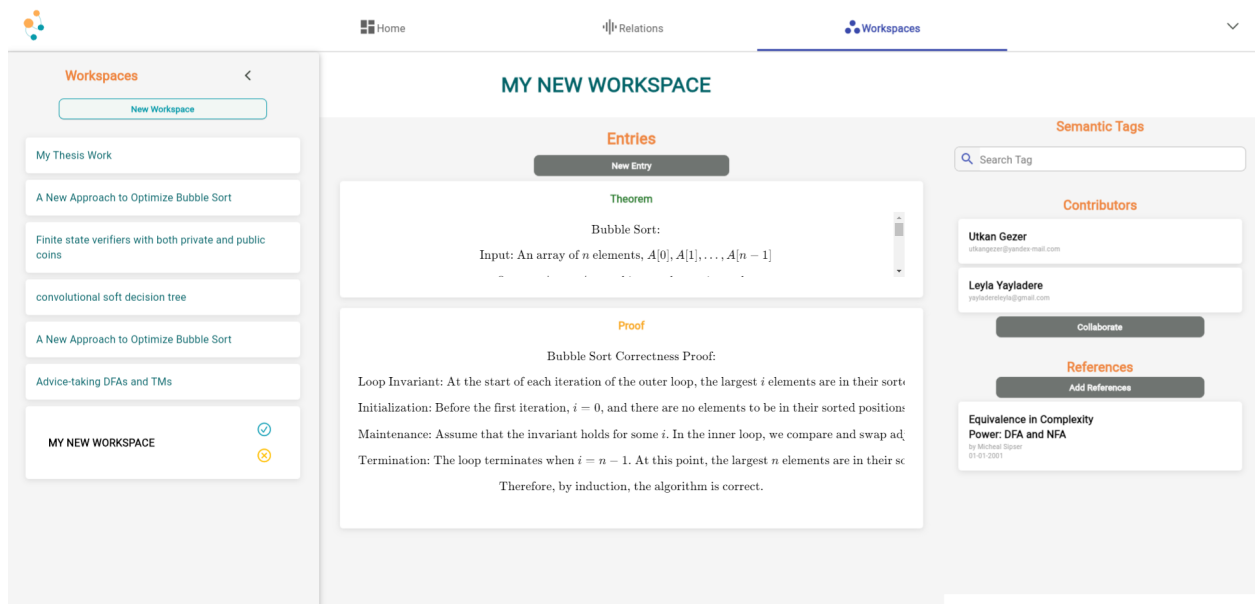 Home
Relations
Workspaces
Workspaces
New Workspace
My Thesis Work
A New Approach to Optimize Bubble Sort
Finite state verifiers with both private and public
coins
convolutional soft decision tree
A New Approach to Optimize Bubble Sort
Advice-taking DFAs and TMs
MY NEW WORKSPACE
MY NEW WORKSPACE
Entries
New Entry
Theorem
Bubble Sort:
Input: An array of n elements, A[0], A[1], . . . , A[n − 1]
Proof
Bubble Sort Correctness Proof:
Loop Invariant: At the start of each iteration of the outer loop, the largest i elements are in their sorte
Initialization: Before the first iteration, i = 0, and there are no elements to be in their sorted positions
Maintenance: Assume that the invariant holds for some i. In the inner loop, we compare and swap adj
Termination: The loop terminates when i = n − 1. At this point, the largest n elements are in their so
Therefore, by induction, the algorithm is correct.
Semantic Tags
Search Tag
Contributors
Utkan Gezer
utkangezer@yandex-mail.com
Leyla Yayladere
yayladereleyla@gmail.com
Collaborate
References
Add References
Equivalence in Complexity
Power: DFA and NFA
by Micheal Sipser
01-01-2001